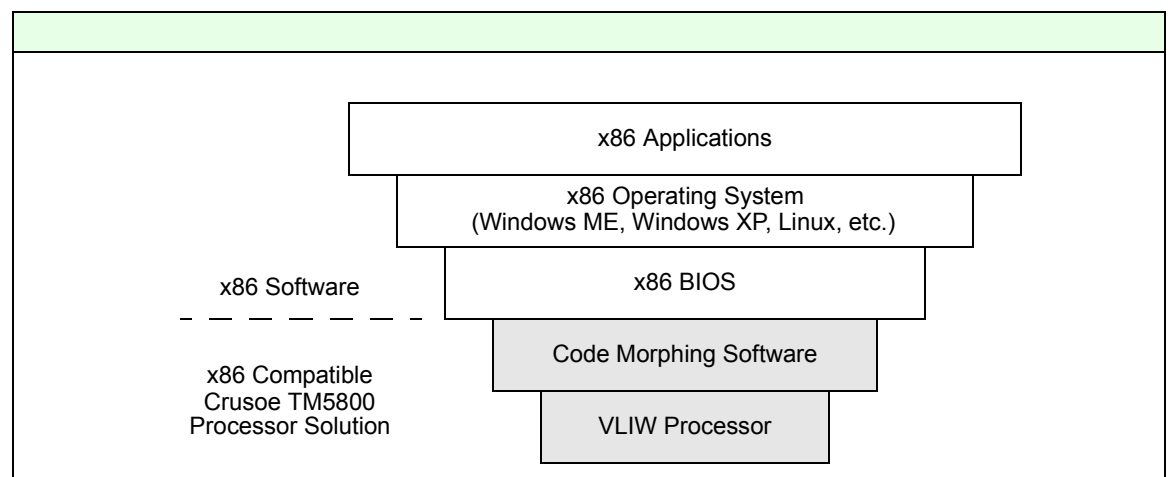 x86 Applications
x86 Operating System
(Windows ME, Windows XP, Linux, etc.)
x86 BIOS
x86 Software
Code Morphing Software
x86 Compatible
Crusoe TM5800
Processor Solution
VLIW Processor